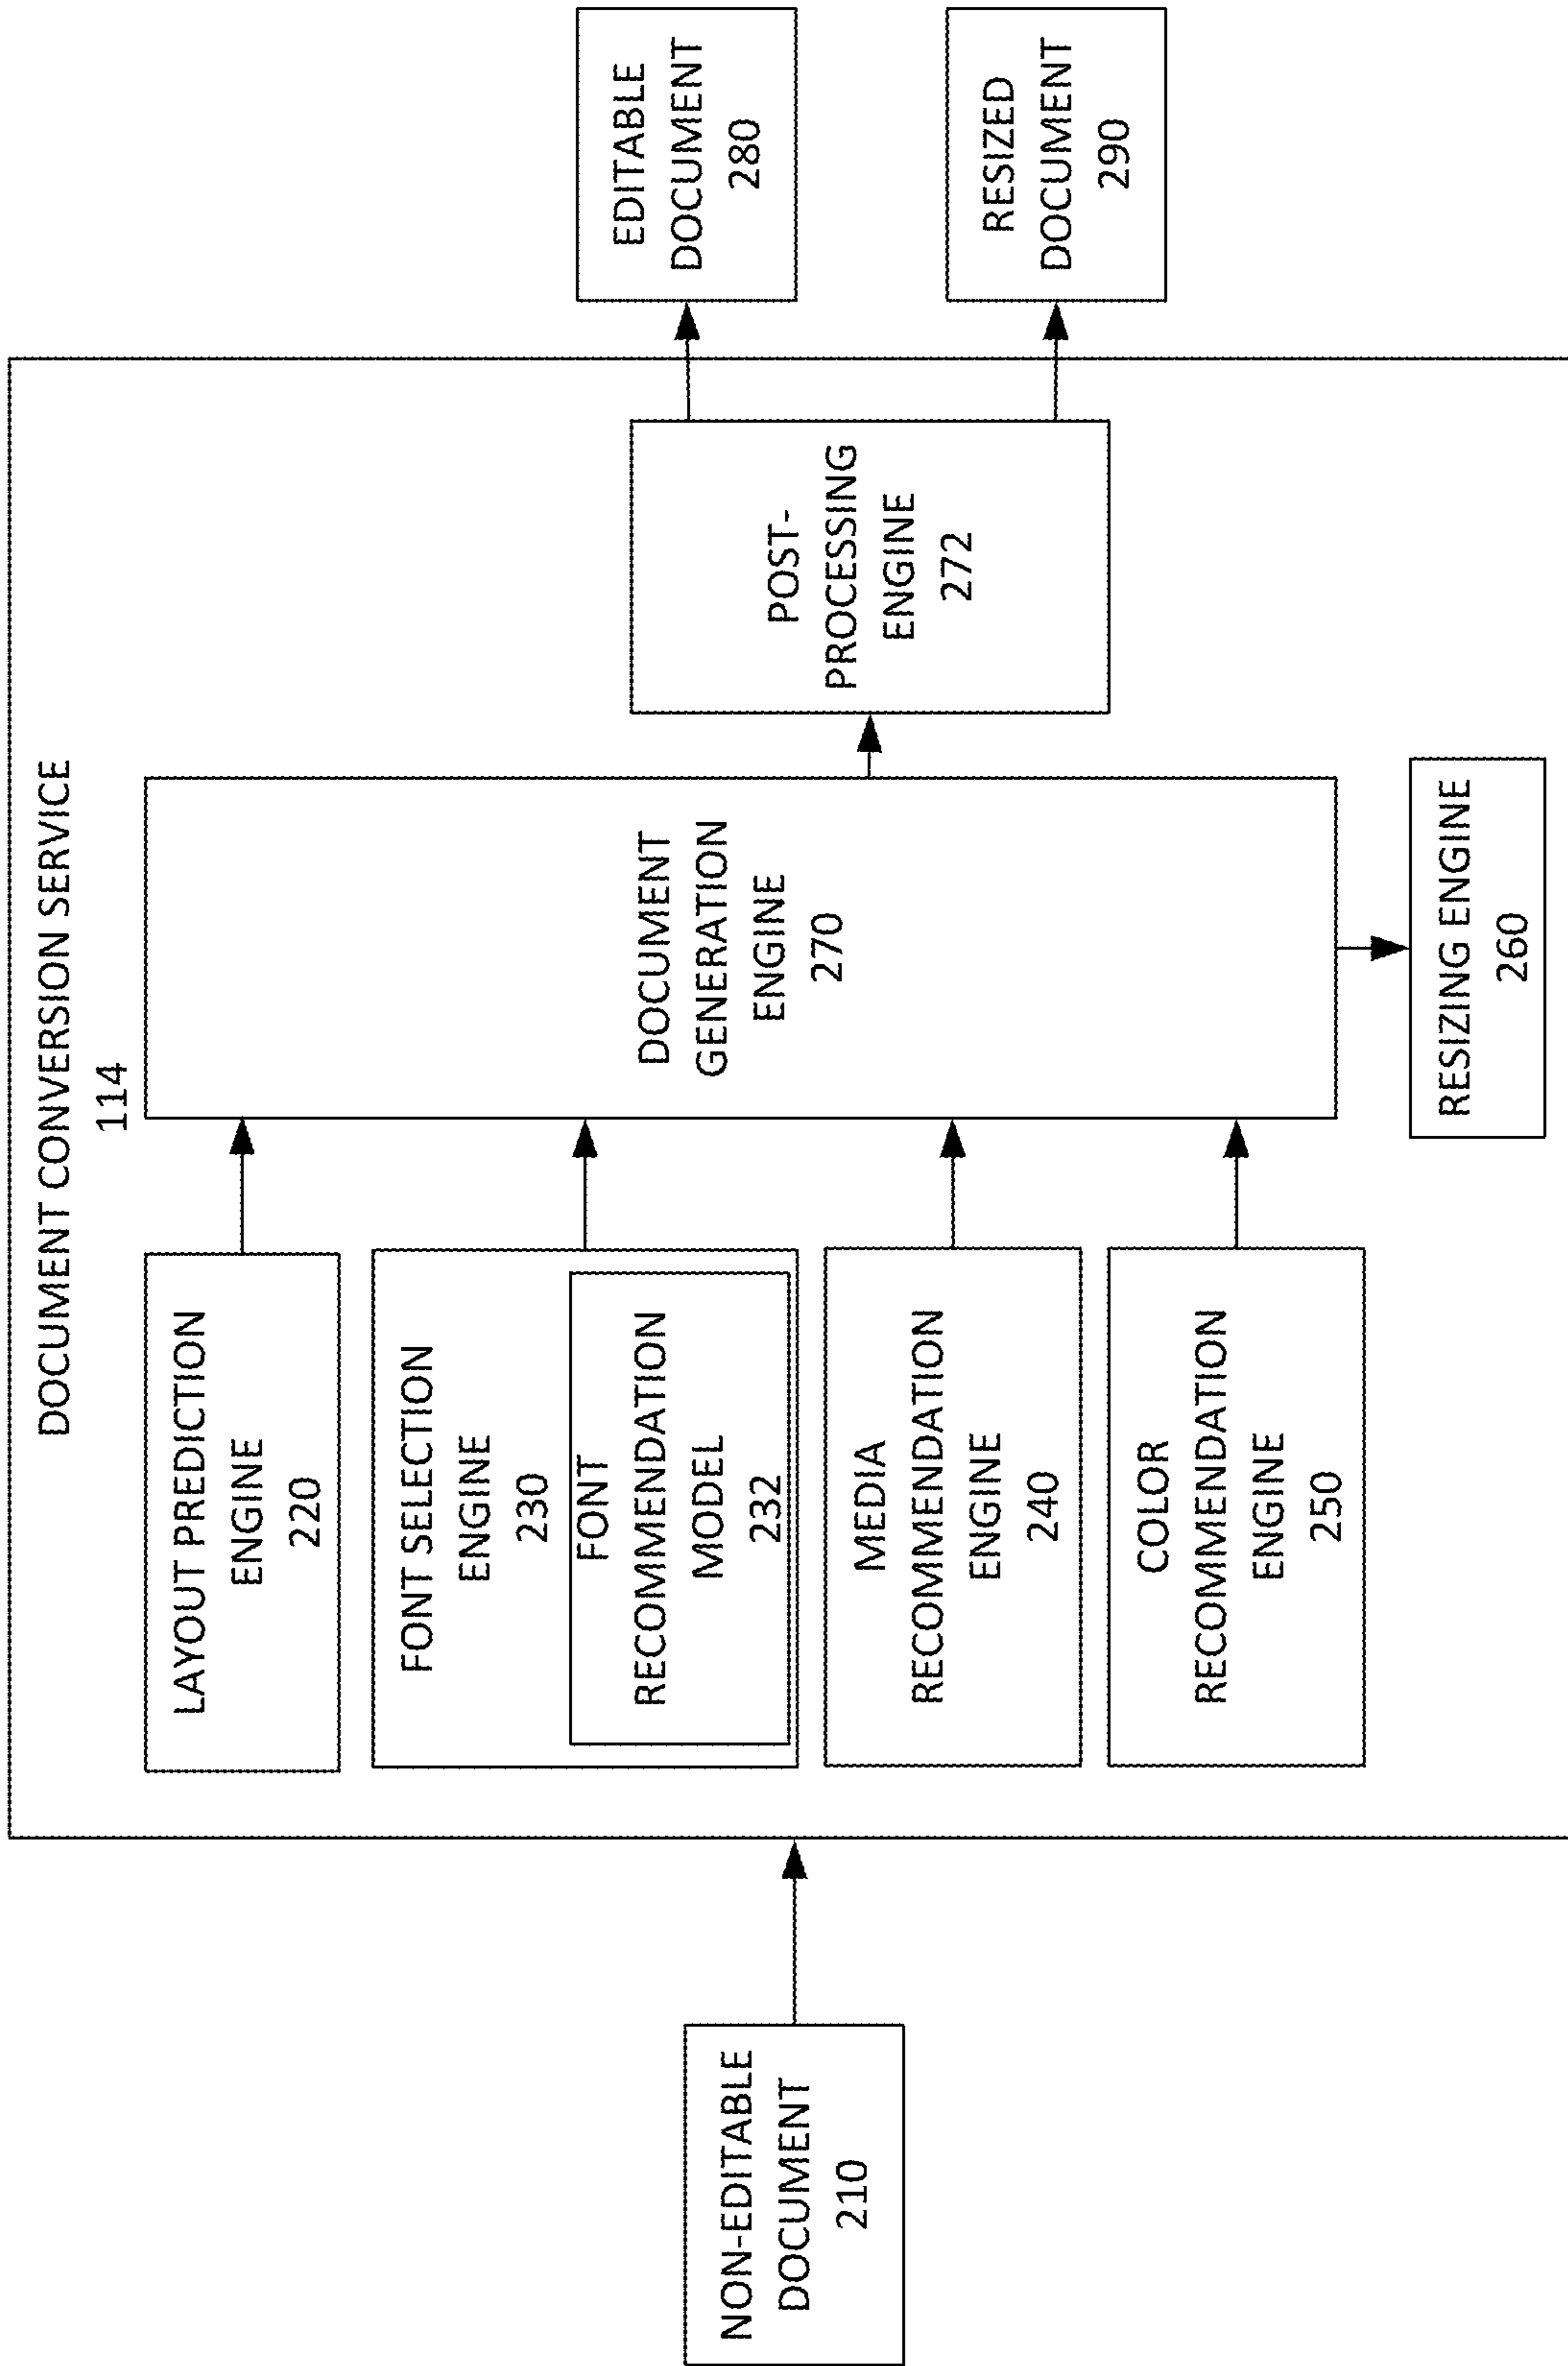 DOCUMENT CONVERSION SERVICE
114
NON-EDITABLE
DOCUMENT
210
LAYOUT PREDICTION
ENGINE
220
FONT SELECTION
ENGINE
230
FONT
RECOMMENDATION
MODEL
232
MEDIA
RECOMMENDATION
ENGINE
240
COLOR
RECOMMENDATION
ENGINE
250
DOCUMENT
GENERATION
ENGINE
270
RESIZING ENGINE
260
POST-
PROCESSING
ENGINE
272
EDITABLE
DOCUMENT
280
RESIZED
DOCUMENT
290